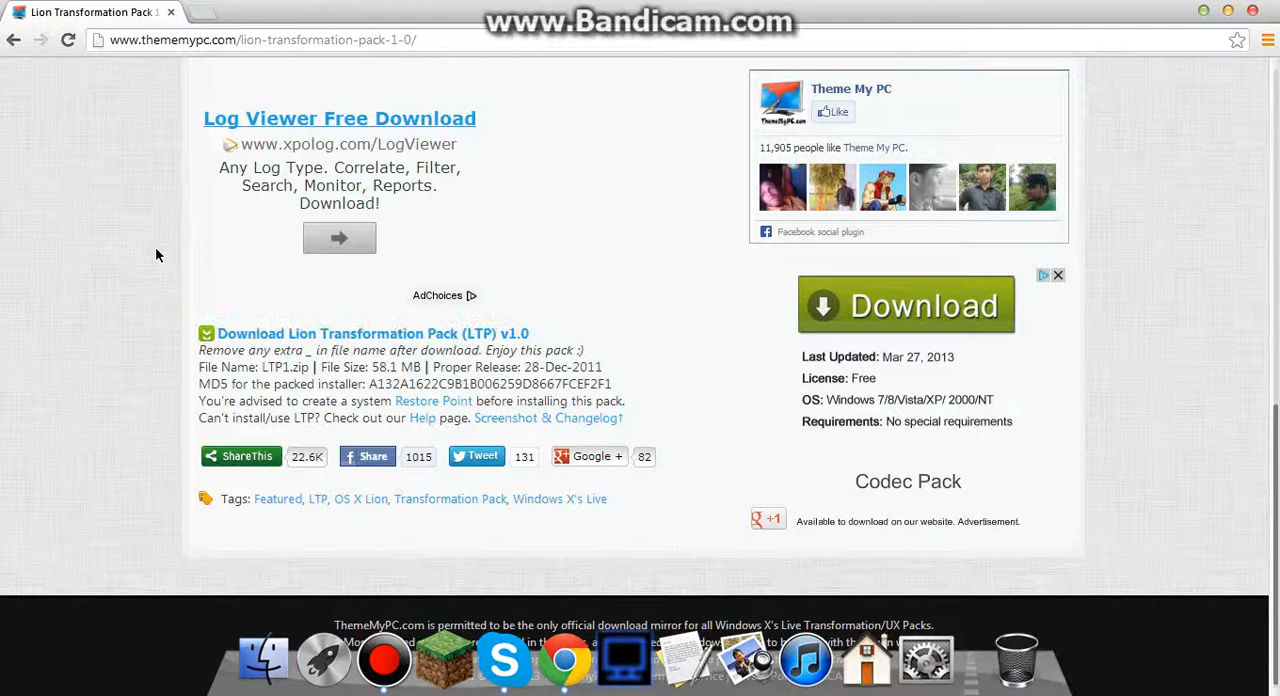 Lion Transformation Pack 1
www.Bandicam.com
www.thememypc.com/lion-transformation-pack-1-0/
Log Viewer Free Download
www.xpolog.com/LogViewer
Any Log Type. Correlate, Filter,
Search, Monitor, Reports.
Download!
AdChoices
Download Lion Transformation Pack (LTP) v1.0
Remove any extra _ in file name after download. Enjoy this pack :)
File Name: LTP1.zip | File Size: 58.1 MB | Proper Release: 28-Dec-2011
MD5 for the packed installer: A132A1622C9B1B006259D8667FCEF2F1
You're advised to create a system Restore Point before installing this pack.
Can't install/use LTP? Check out our Help page. Screenshot & Changelog↑
ShareThis 22.6K Share 1015 Tweet 131 Google + 82
Tags: Featured, LTP, OS X Lion, Transformation Pack, Windows X's Live
ThemeMyPC.com
Theme My PC
Like
11,905 people like Theme My PC.
Facebook social plugin
Download
Last Updated: Mar 27, 2013
License: Free
OS: Windows 7/8/Vista/XP/ 2000/NT
Requirements: No special requirements
Codec Pack
+1 Available to download on our website. Advertisement.
ThemeMyPC.com is permitted to be the only official download mirror for all Windows X's Live Transformation/UX Packs.